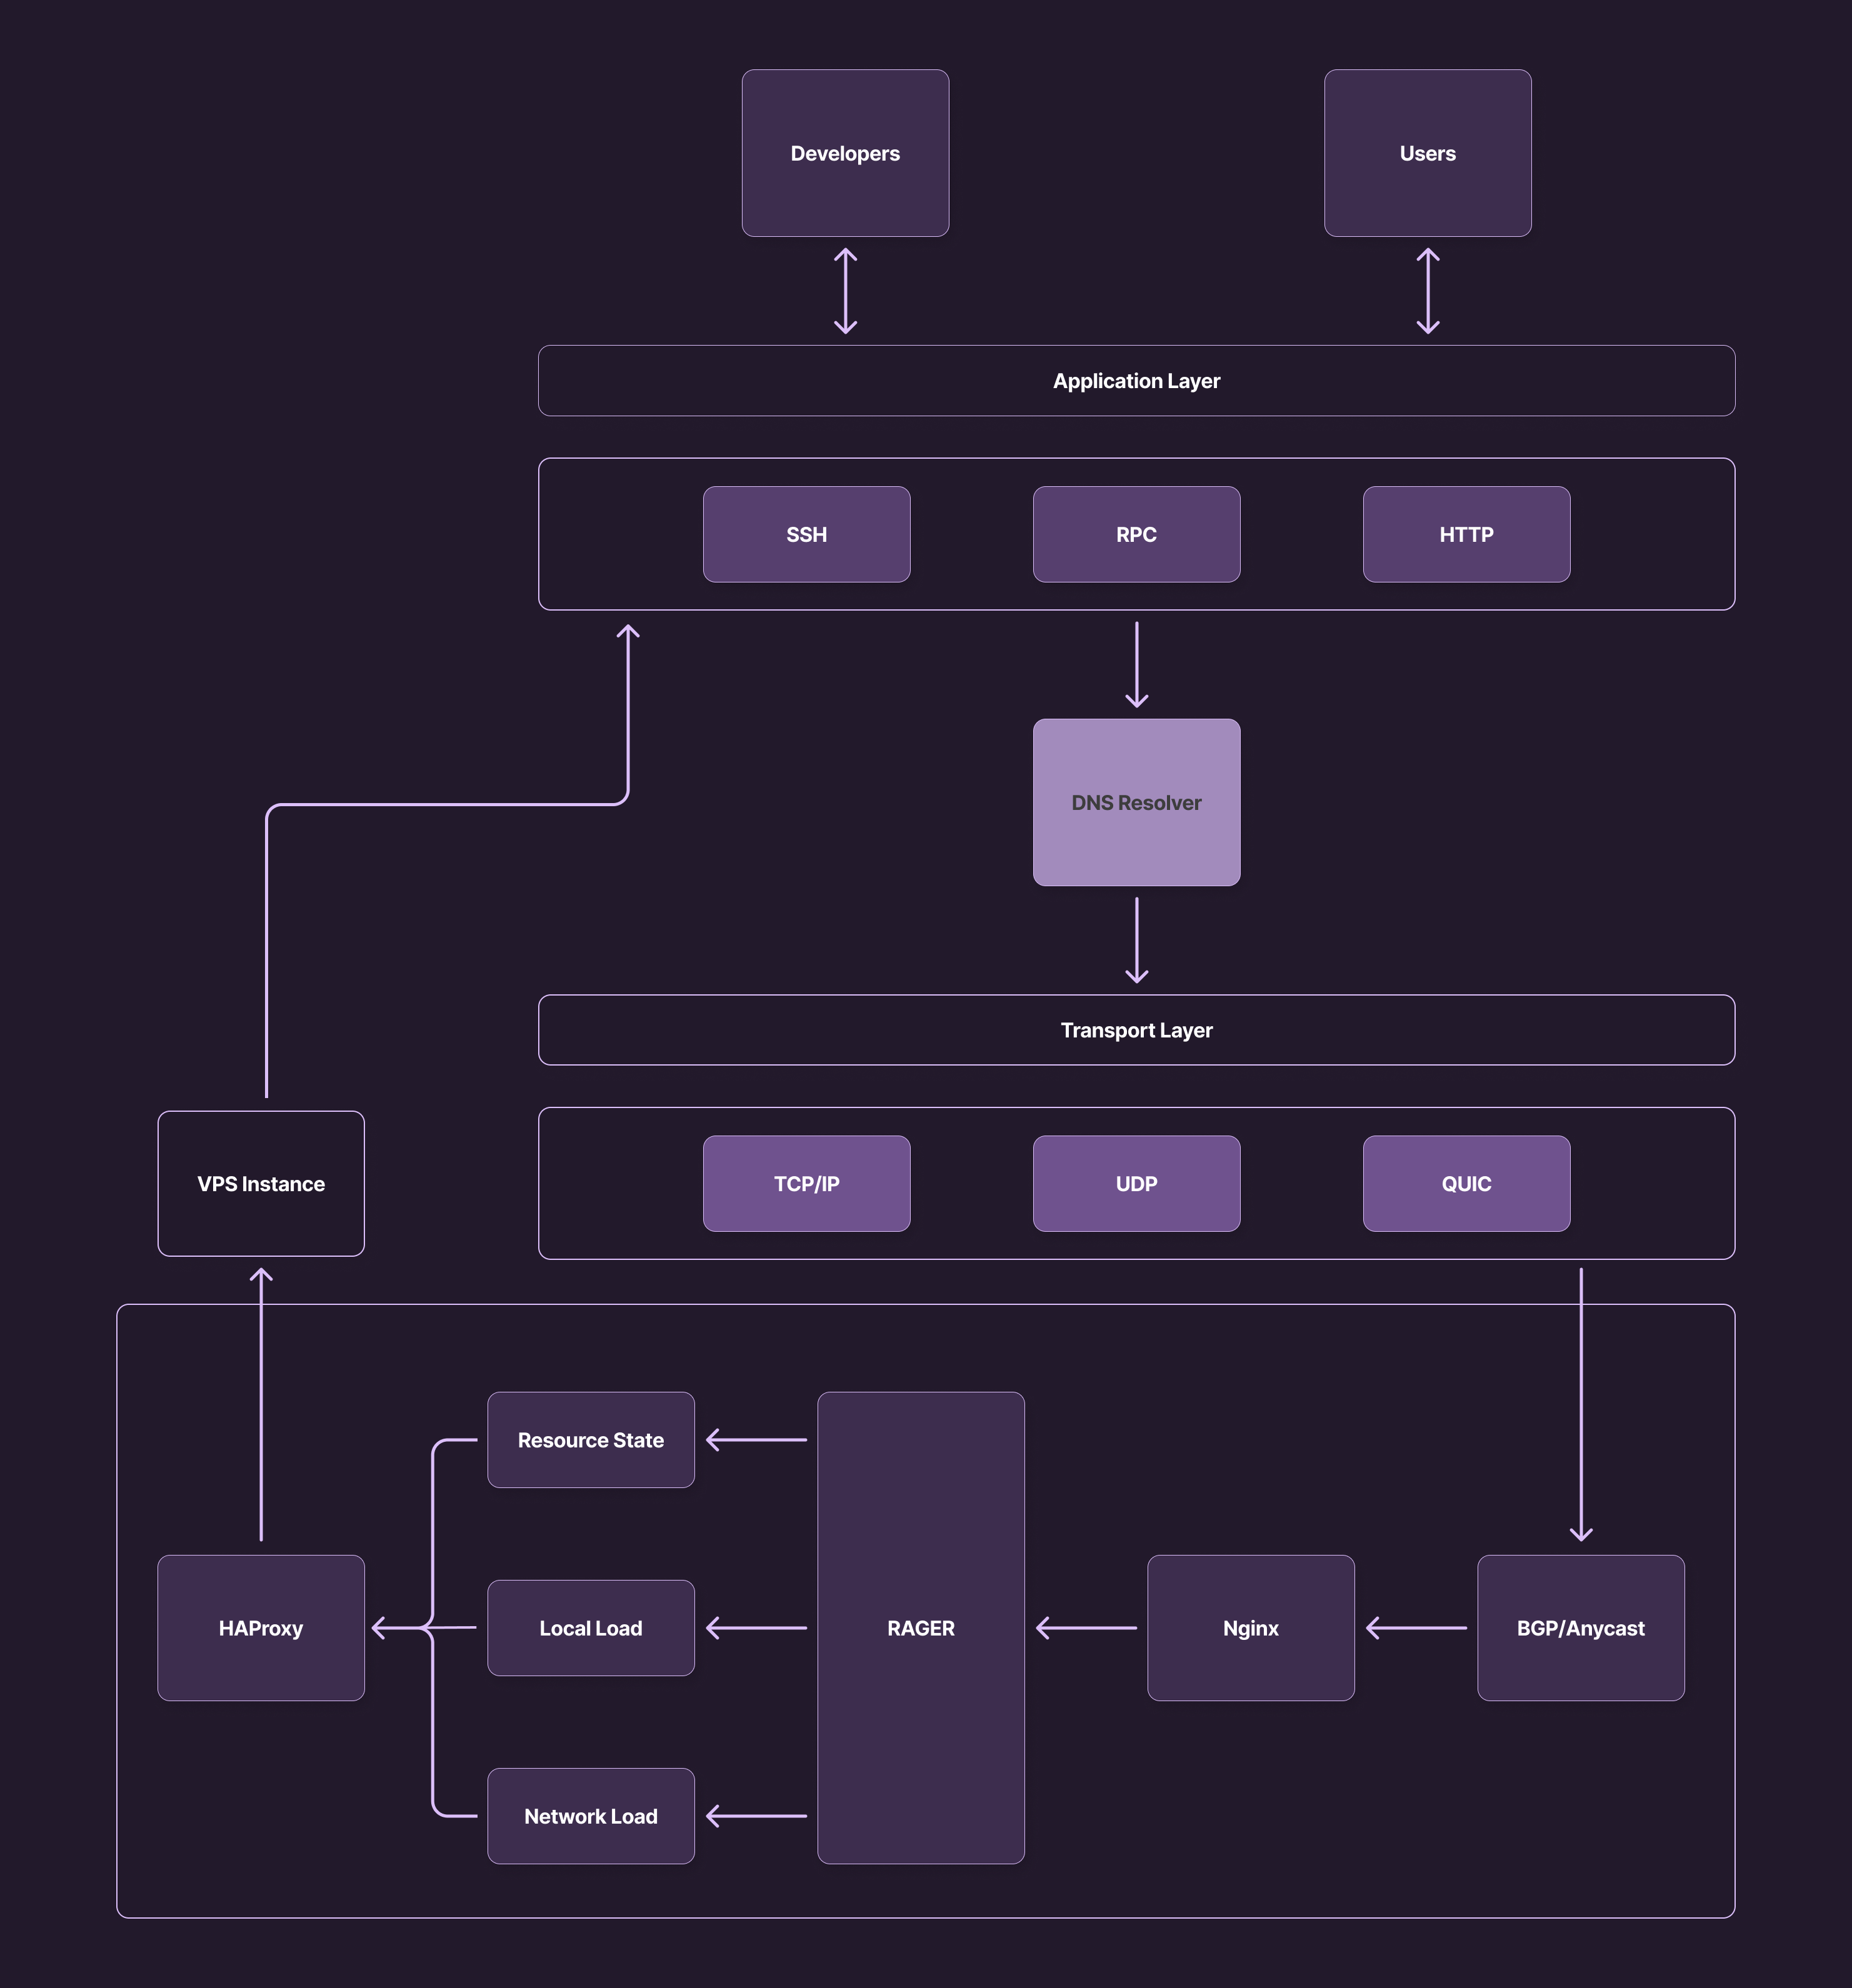 Developers
Users
Application Layer
SSH
RPC
HTTP
DNS Resolver
Transport Layer
VPS Instance
TCP/IP
UDP
QUIC
Resource State
HAProxy
Local Load
RAGER
Nginx
BGP/Anycast
Network Load